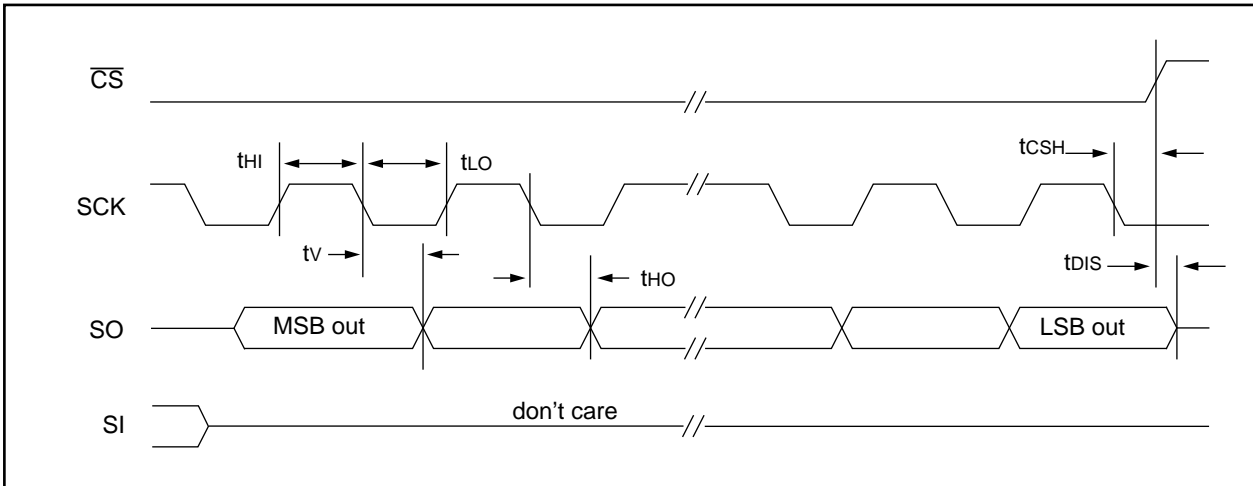 CS
tHI
tLO
tCSH
SCK
tV
tHO
tDIS
SO
MSB out
LSB out
SI
don't care